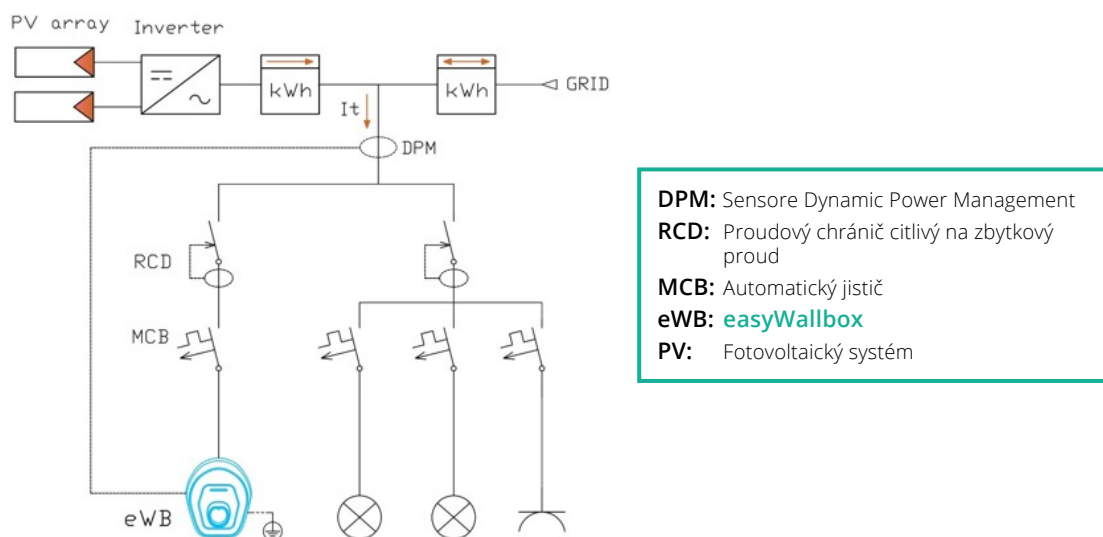 PV array Inverter
kWh kWh GRID
It
DPM
RCD
MCB
eWB
DPM: Sensore Dynamic Power Management
RCD: Proudový chránič citlivý na zbytkový
proud
MCB: Automatický jistič
eWB: easyWallbox
PV: Fotovoltaický systém